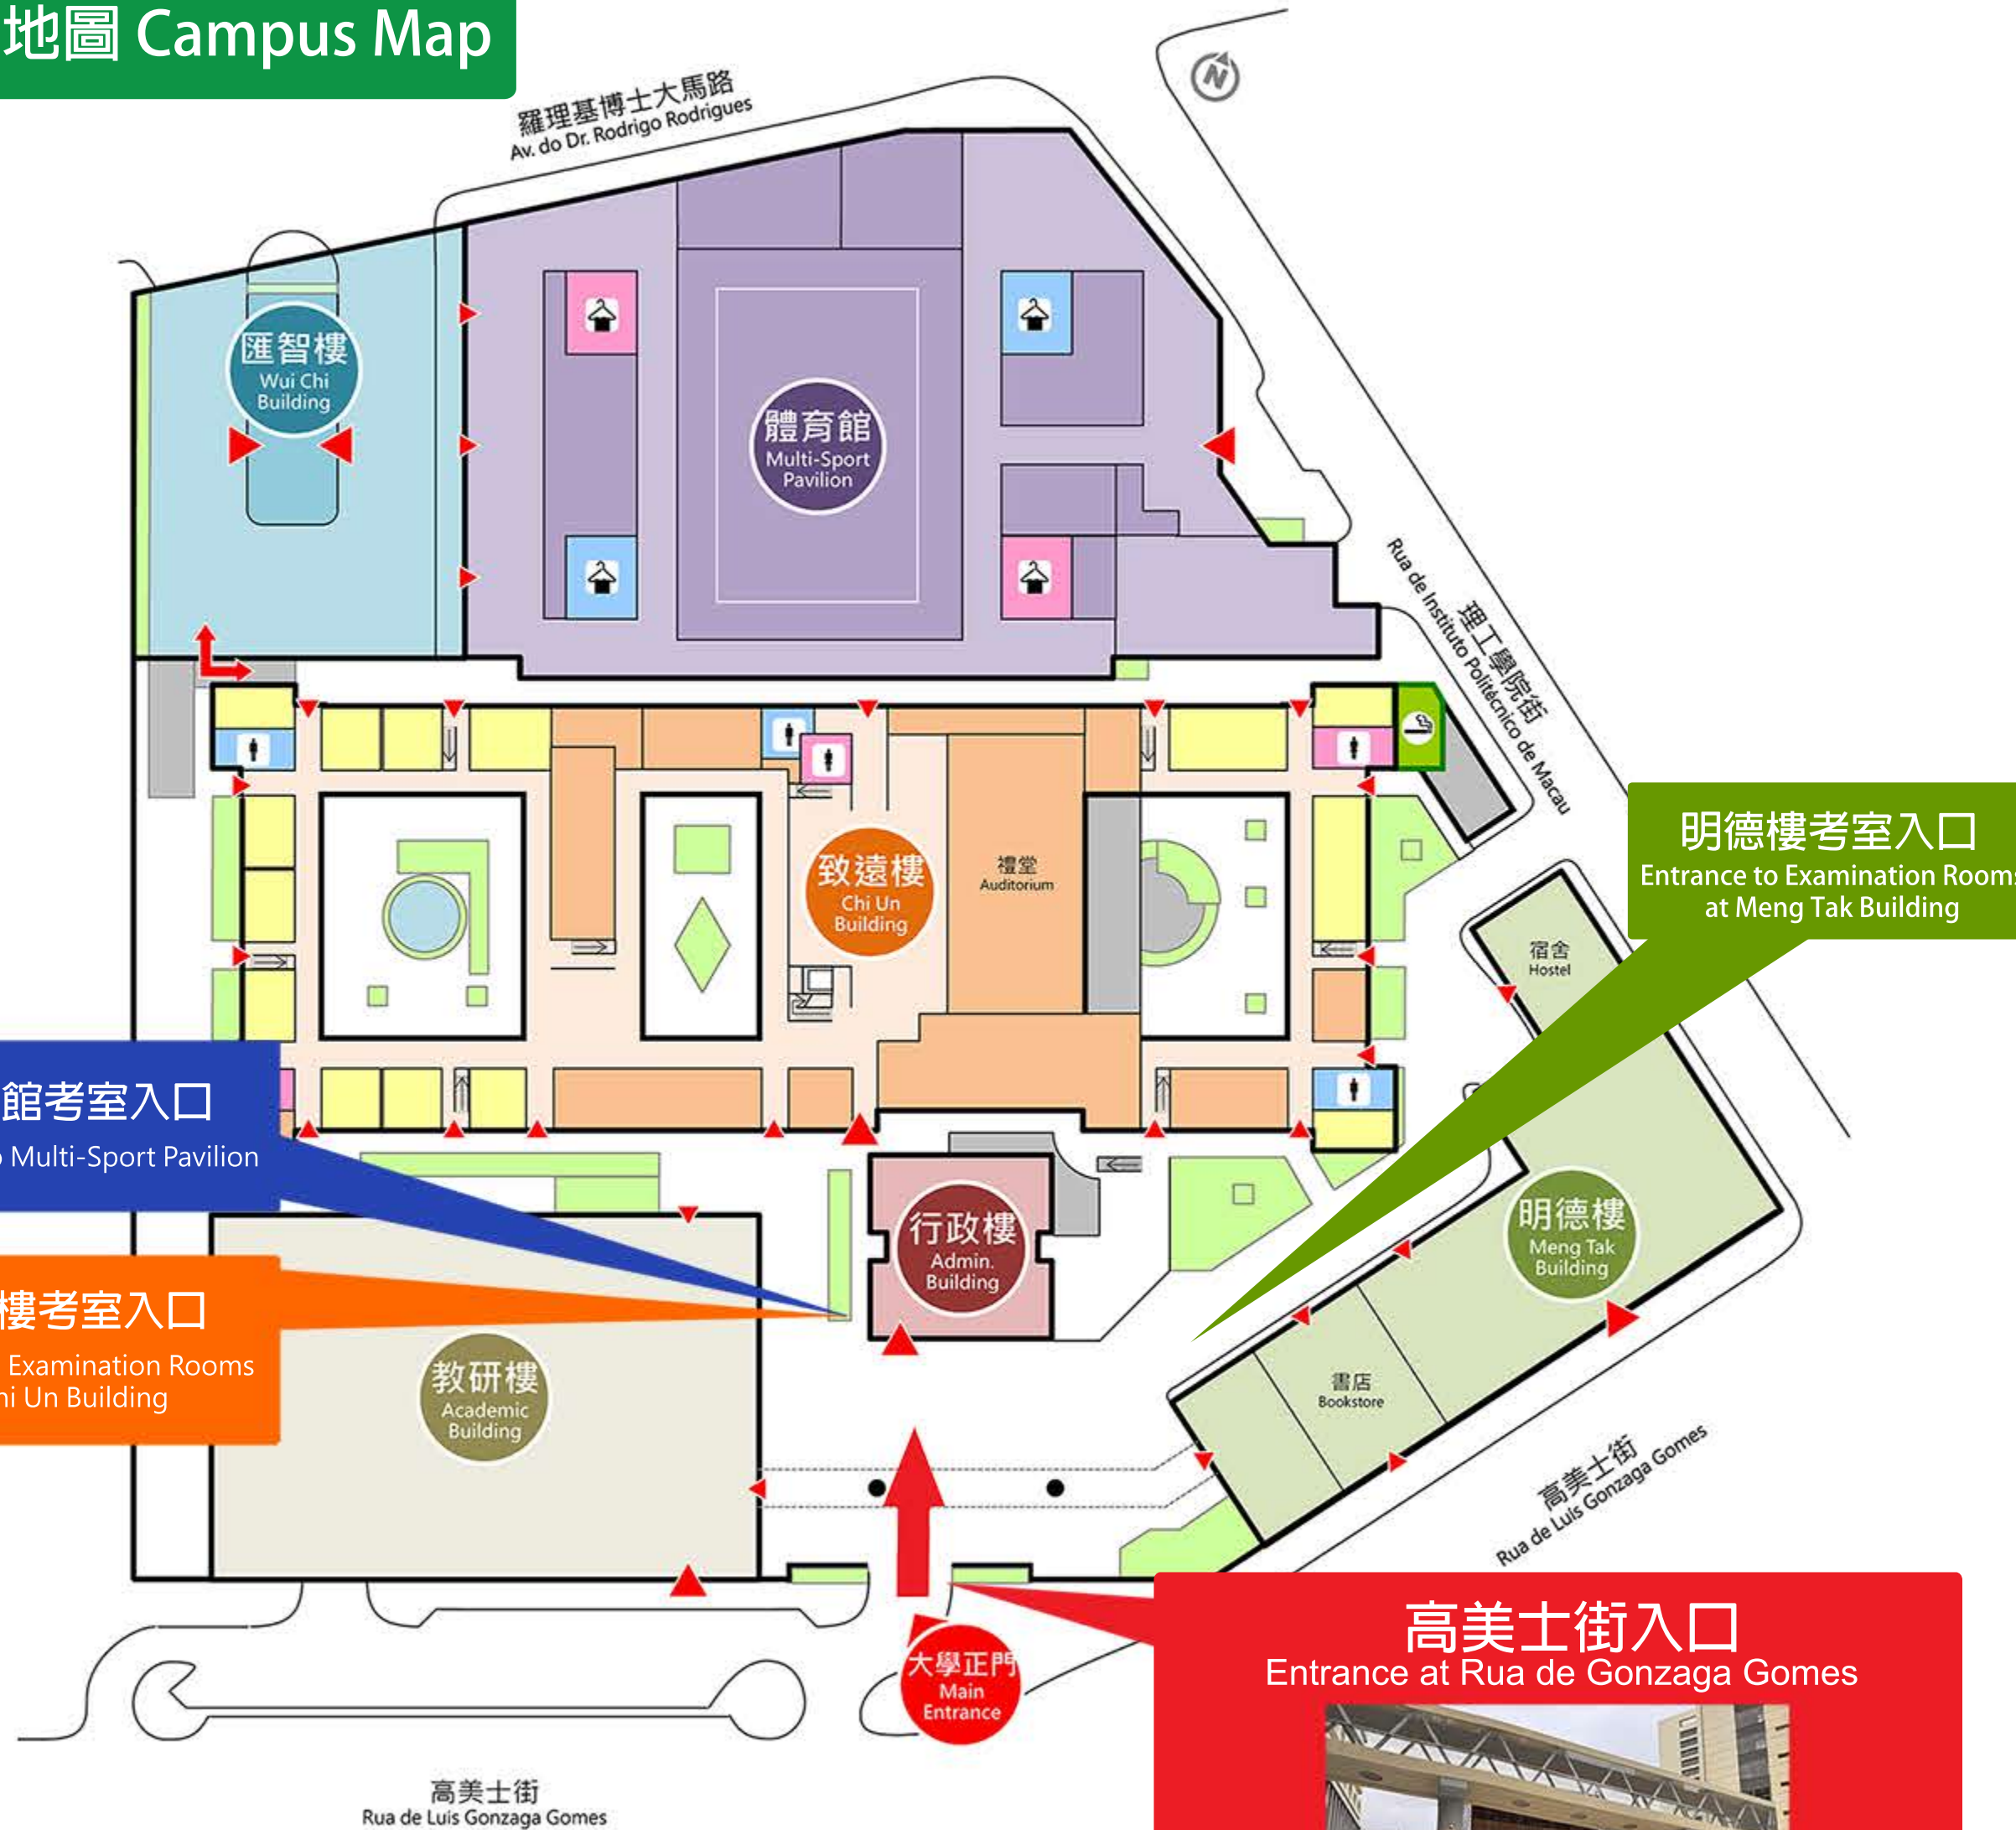 地圖 Campus Map
羅理基博士大馬路
Av. do Dr. Rodrigo Rodrigues
N
匯智樓
Wui Chi
Building
體育館
Multi-Sport
Pavilion
理工學院街
Rua de Instituto Politécnico de Macau
明德樓考室入口
Entrance to Examination Rooms
at Meng Tak Building
致遠樓
Chi Un
Building
禮堂
Auditorium
宿舍
Hostel
館考室入口
Multi-Sport Pavilion
行政樓
Admin.
Building
明德樓
Meng Tak
Building
樓考室入口
Examination Rooms
Un Building
教研樓
Academic
Building
書店
Bookstore
高美士街
Rua de Luis Gonzaga Gomes
大學正門
Main
Entrance
高美士街入口
Entrance at Rua de Gonzaga Gomes
高美士街
Rua de Luis Gonzaga Gomes